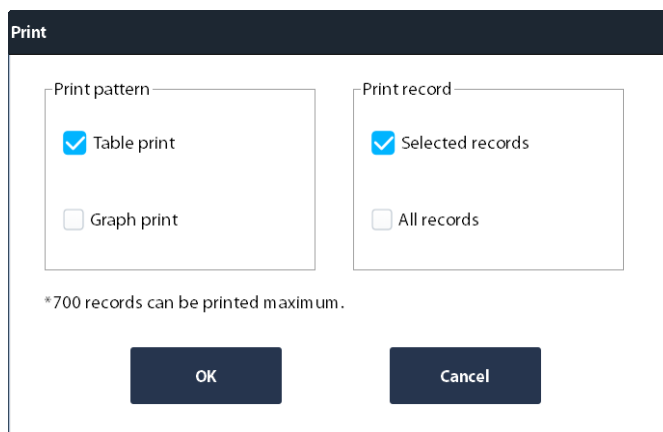 Print
Print pattern
Table print
Graph print
Print record
Selected records
All records
*700 records can be printed maximum.
OK
Cancel